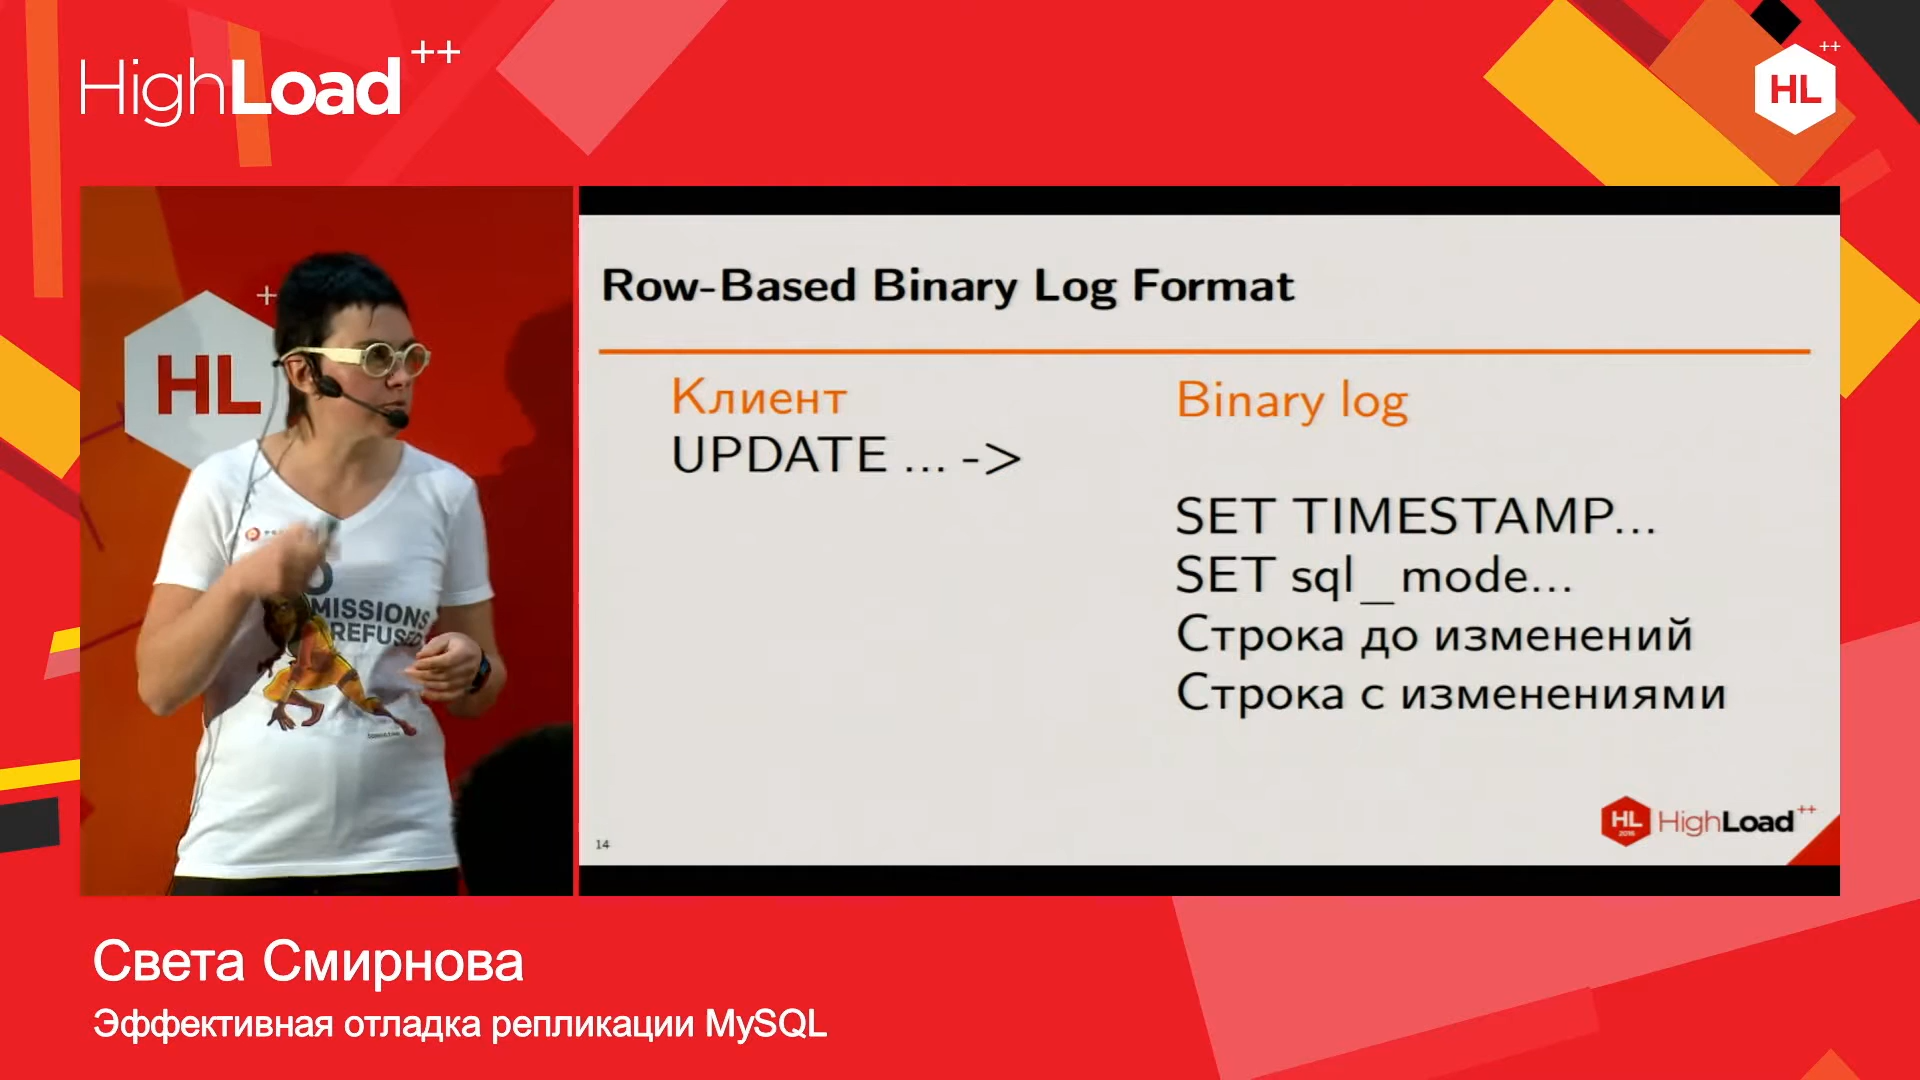 HighLoad++
HL++
HL
+
MISSIONS
REFUSED
Row-Based Binary Log Format
Клиент
UPDATE ... ->
Binary log
SET TIMESTAMP...
SET sql_mode...
Строка до изменений
Строка с изменениями
14
HL
2016
HighLoad++
Света Смирнова
Эффективная отладка репликации MySQL